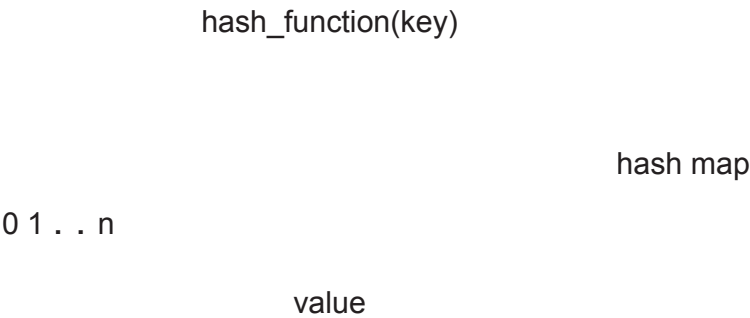 hash_function(key)
hash map
0 1 . . n
value